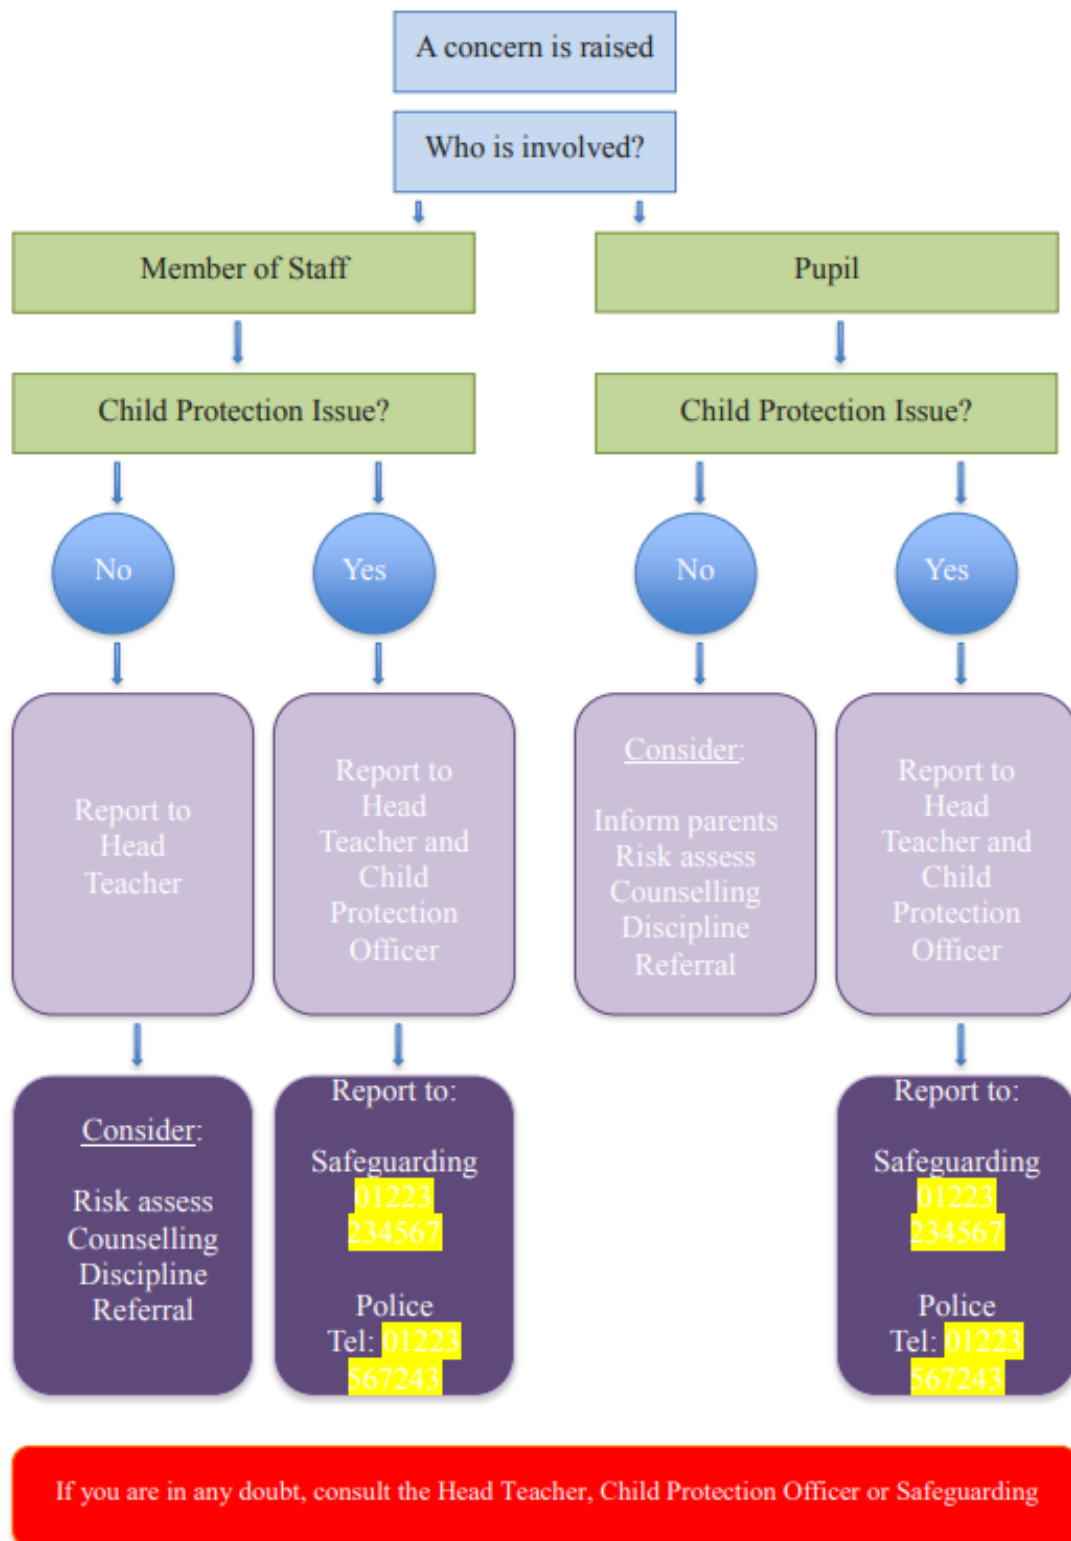 A concern is raised
Who is involved?
Member of Staff
Pupil
Child Protection Issue?
Child Protection Issue?
No
Yes
No
Yes
Report to
Head
Teacher
Report to
Head
Teacher and
Child
Protection
Officer
Consider:
Inform parents
Risk assess
Counselling
Discipline
Referral
Report to
Head
Teacher and
Child
Protection
Officer
Consider:
Risk assess
Counselling
Discipline
Referral
Report to:
Safeguarding
01223
234567
Police
Tel: 01223
567243
Report to:
Safeguarding
01223
234567
Police
Tel: 01223
567243
If you are in any doubt, consult the Head Teacher, Child Protection Officer or Safeguarding